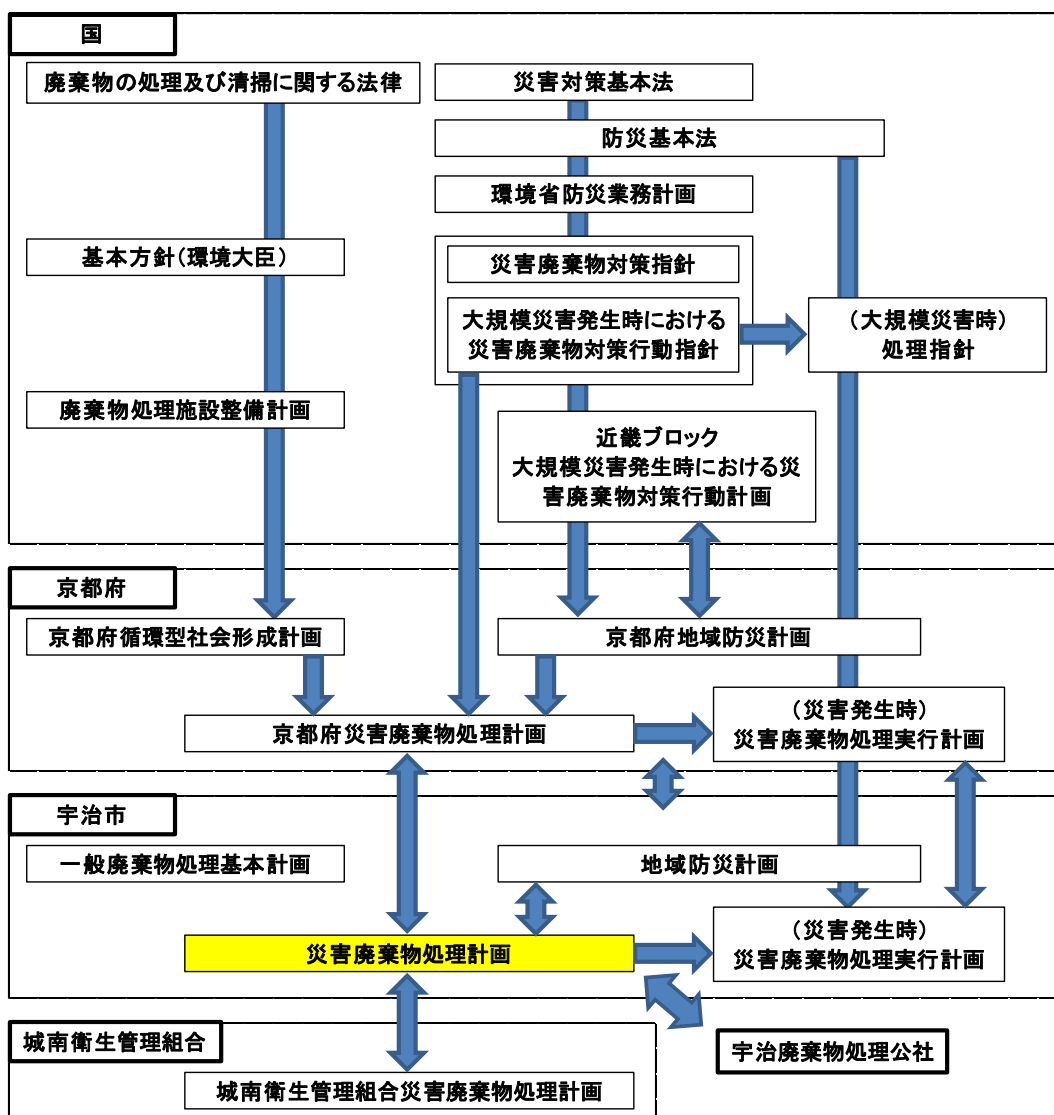 国
廃棄物の処理及び清掃に関する法律
災害対策基本法
防災基本法
環境省防災業務計画
基本方針(環境大臣)
災害廃棄物対策指針
大規模災害発生時における
災害廃棄物対策行動指針
(大規模災害時)
処理指針
廃棄物処理施設整備計画
近畿ブロック
大規模災害発生時における災
害廃棄物対策行動計画
京都府
京都府循環型社会形成計画
京都府地域防災計画
京都府災害廃棄物処理計画
(災害発生時)
災害廃棄物処理実行計画
宇治市
一般廃棄物処理基本計画
地域防災計画
災害廃棄物処理計画
(災害発生時)
災害廃棄物処理実行計画
城南衛生管理組合
宇治廃棄物処理公社
城南衛生管理組合災害廃棄物処理計画